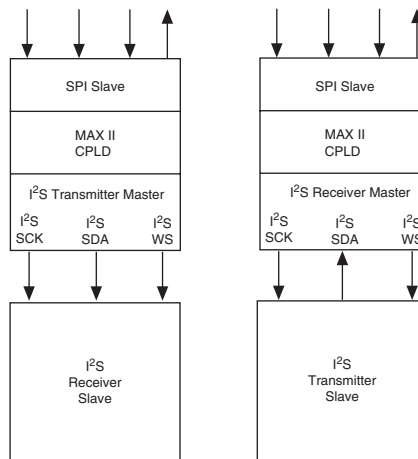 SPI Slave
MAX II
CPLD
I²S Transmitter Master
I²S I²S I²S
SCK SDA WS
I²S
Receiver
Slave
SPI Slave
MAX II
CPLD
I²S Receiver Master
I²S I²S I²S
SCK SDA WS
I²S
Transmitter
Slave